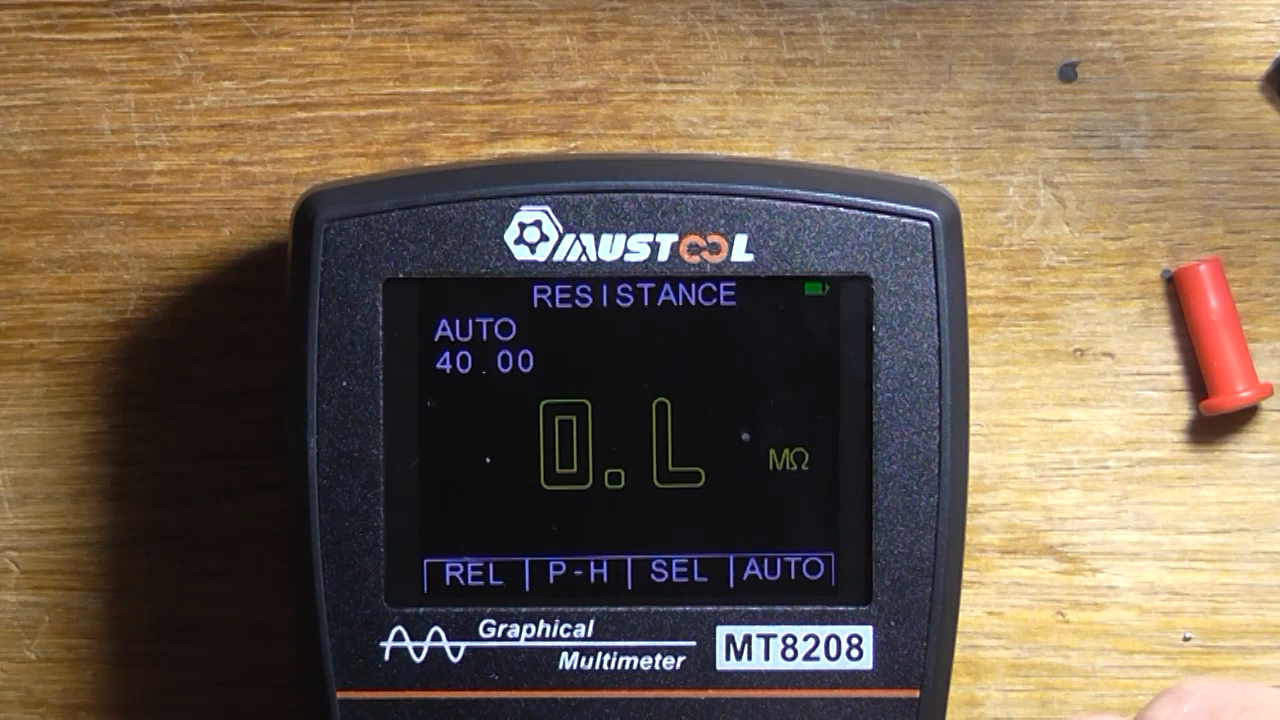 MUSTOOL
RESISTANCE
AUTO
40.00
0.L MΩ
REL P-H SEL AUTO
Graphical
Multimeter
MT8208